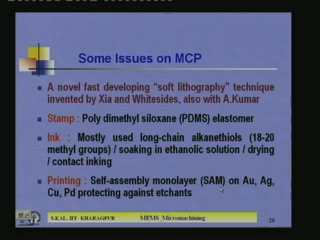 Some Issues on MCP
A novel fast developing "soft lithography" technique
invented by Xia and Whitesides, also with A.Kumar
Stamp : Poly dimethyl siloxane (PDMS) elastomer
Ink : Mostly used long-chain alkanethiols (18-20
methyl groups) / soaking in ethanolic solution / drying
/ contact inking
Printing : Self-assembly monolayer (SAM) on Au, Ag,
Cu, Pd protecting against etchants
S.KAL, IIT- KHARAGPUR MEMS_Micromachining 29